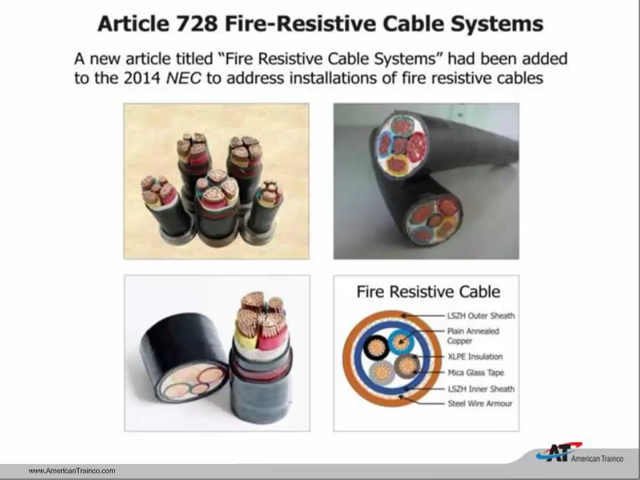 Article 728 Fire-Resistive Cable Systems
A new article titled “Fire Resistive Cable Systems” had been added
to the 2014 NEC to address installations of fire resistive cables
Fire Resistive Cable
LSZH Outer Sheath
Plain Annealed
Copper
XLPE Insulation
Mica Glass Tape
LSZH Inner Sheath
Steel Wire Armour
www.AmericanTrainco.com
AT American Trainco